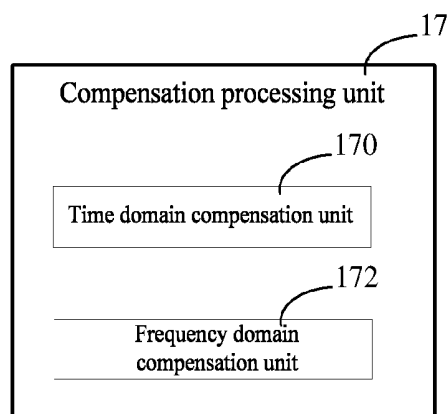 17
Compensation processing unit
170
Time domain compensation unit
172
Frequency domain
compensation unit